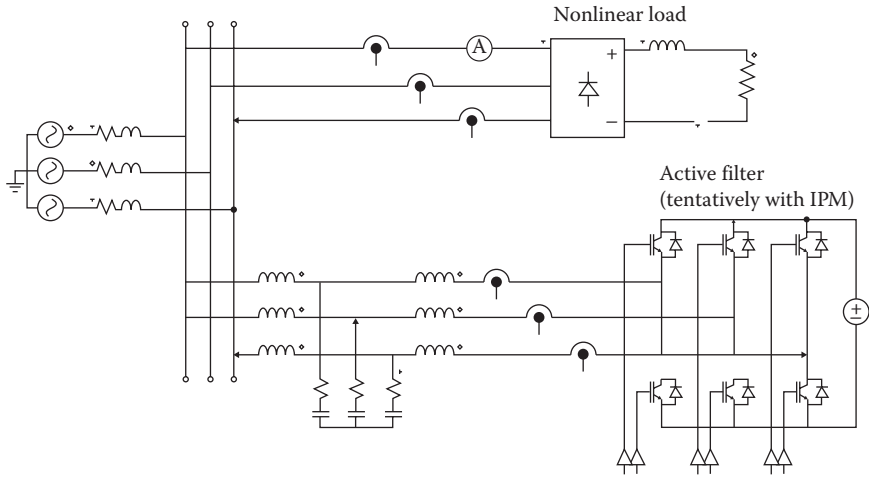 Nonlinear load
A
+
−
Active filter
(tentatively with IPM)
±